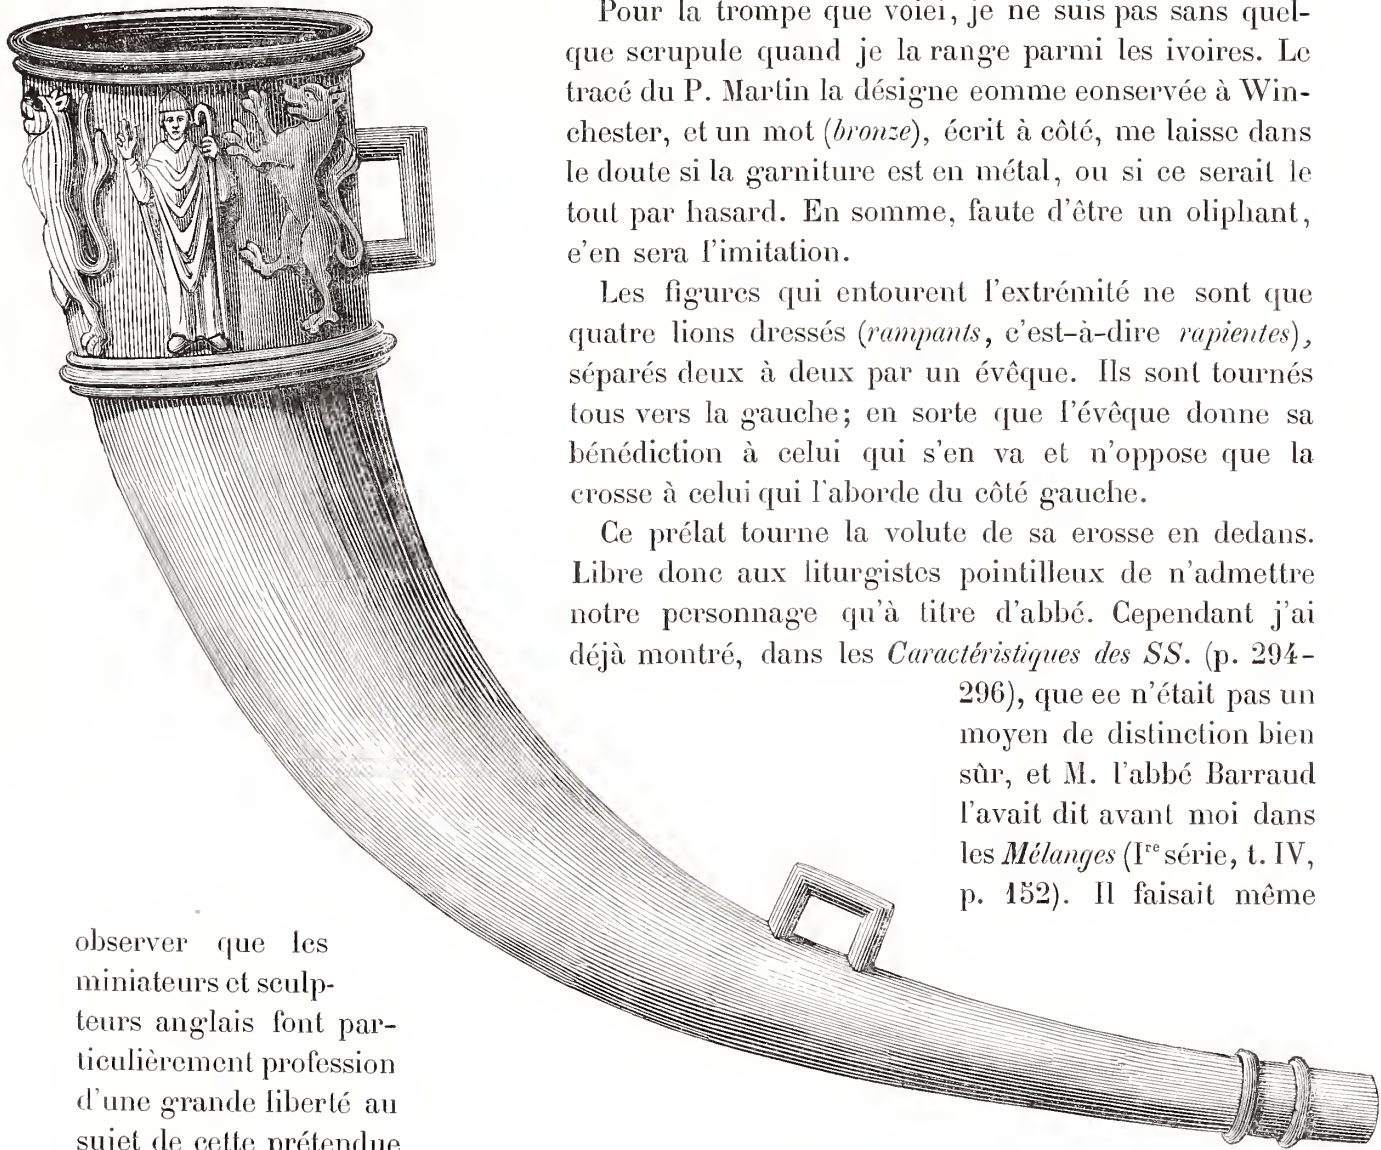 Pour la trompe que voici, je ne suis pas sans quel-
que scrupule quand je la range parmi les ivoires. Le
tracé du P. Martin la désigne comme conservée à Win-
chester, et un mot (bronze), écrit à côté, me laisse dans
le doute si la garniture est en métal, ou si ce serait le
tout par hasard. En somme, faute d'être un oliphant,
c'en sera l'imitation.
Les figures qui entourent l'extrémité ne sont que
quatre lions dressés (rampants, c'est-à-dire rapientes),
séparés deux à deux par un évêque. Ils sont tournés
tous vers la gauche; en sorte que l'évêque donne sa
bénédiction à celui qui s'en va et n'oppose que la
crosse à celui qui l'aborde du côté gauche.
Ce prélat tourne la volute de sa crosse en dedans.
Libre donc aux liturgistes pointilleux de n'admettre
notre personnage qu'à titre d'abbé. Cependant j'ai
déjà montré, dans les Caractéristiques des SS. (p. 294-
296), que ce n'était pas un
moyen de distinction bien
sûr, et M. l'abbé Barraud
l'avait dit avant moi dans
les Mélanges (Ire série, t. IV,
p. 152). Il faisait même
observer que les
miniateurs et sculp-
teurs anglais font par-
ticulièrement profession
d'une grande liberté au
sujet de cette prétendue